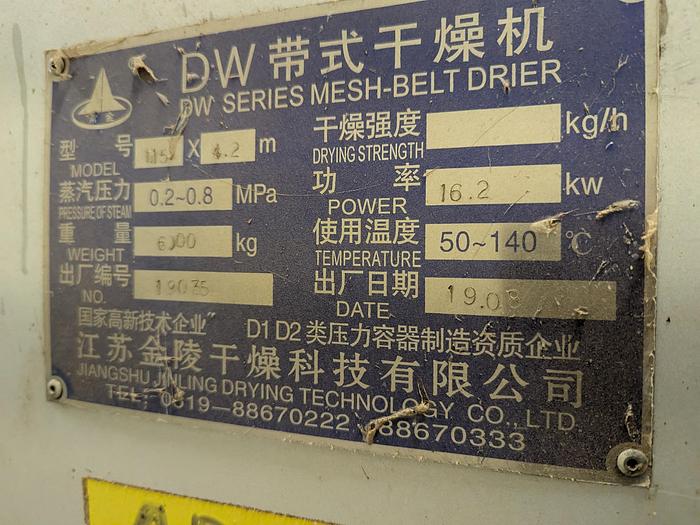 DW 带式干燥机
DW SERIES MESH-BELT DRIER
型 号 X m
MODEL
干燥强度 kg/h
DRYING STRENGTH
蒸汽压力 0.2~0.8 MPa
PRESSURE OF STEAM
功 率 16.2 kw
POWER
重 量 6000 kg
WEIGHT
使用温度 50~140 ℃
TEMPERATURE
出厂编号 19035
NO.
出厂日期
DATE
国家高新技术企业" D1 D2 类压力容器制造资质企业
江苏金陵干燥科技有限公司
JIANGSHU JINLING DRYING TECHNOLOGY CO., LTD.
TEL: 0519—88670222 88670333